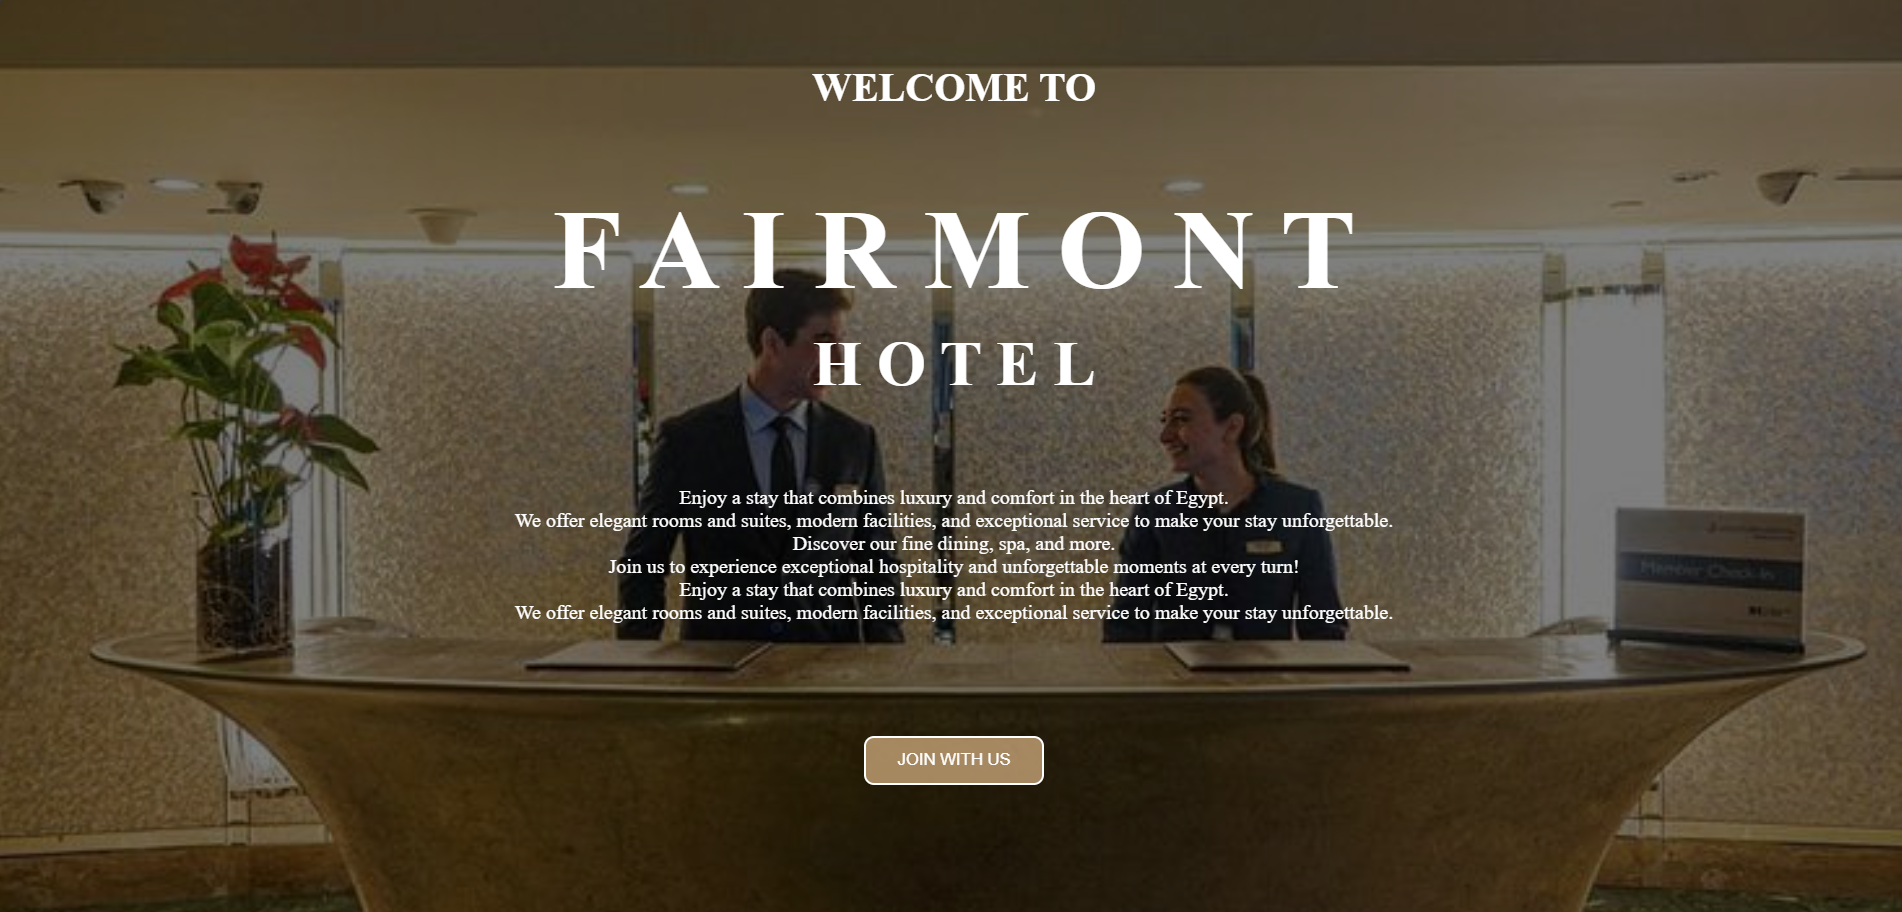 WELCOME TO
FAIRMONT
HOTEL
Enjoy a stay that combines luxury and comfort in the heart of Egypt.
We offer elegant rooms and suites, modern facilities, and exceptional service to make your stay unforgettable.
Discover our fine dining, spa, and more.
Join us to experience exceptional hospitality and unforgettable moments at every turn!
Enjoy a stay that combines luxury and comfort in the heart of Egypt.
We offer elegant rooms and suites, modern facilities, and exceptional service to make your stay unforgettable.
Member Check-in
JOIN WITH US